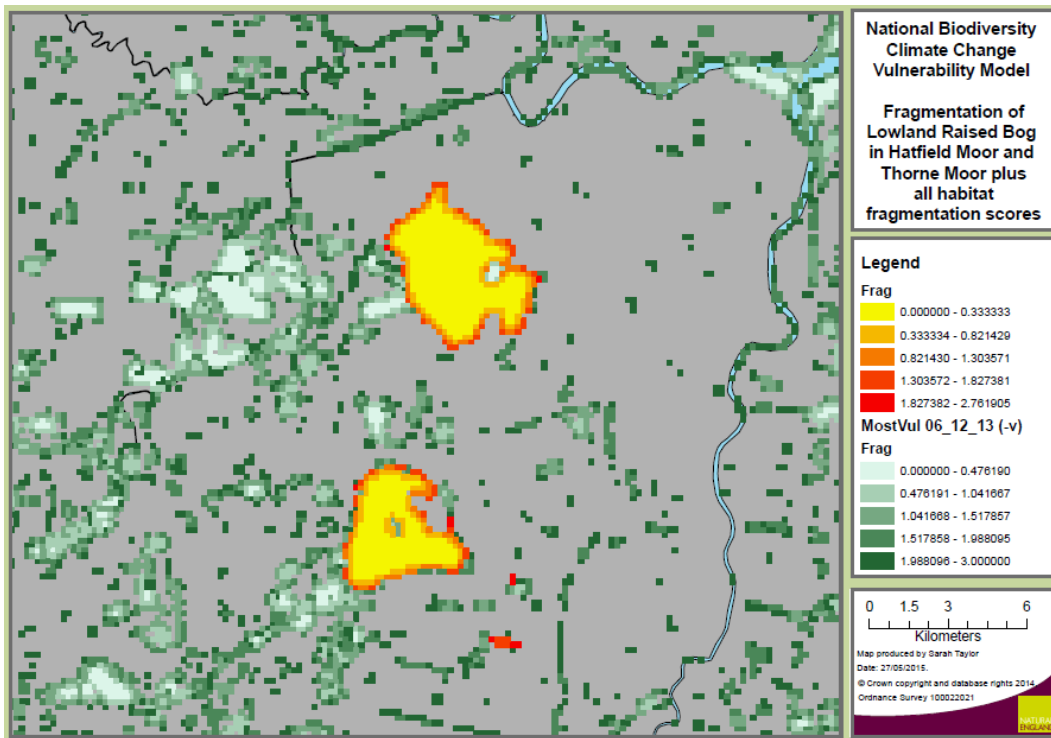 National Biodiversity
Climate Change
Vulnerability Model
Fragmentation of
Lowland Raised Bog
in Hatfield Moor and
Thorne Moor plus
all habitat
fragmentation scores
Legend
Frag
0.000000 - 0.333333
0.333334 - 0.821429
0.821430 - 1.303571
1.303572 - 1.827381
1.827382 - 2.761905
MostVul 06_12_13 (-v)
Frag
0.000000 - 0.476190
0.476191 - 1.041667
1.041668 - 1.517857
1.517858 - 1.988095
1.988096 - 3.000000
0 1.5 3 6
Kilometers
Map produced by Sarah Taylor
Date: 27/05/2015.
© Crown copyright and database rights 2014
Ordnance Survey 100022021
NATURAL
ENGLAND